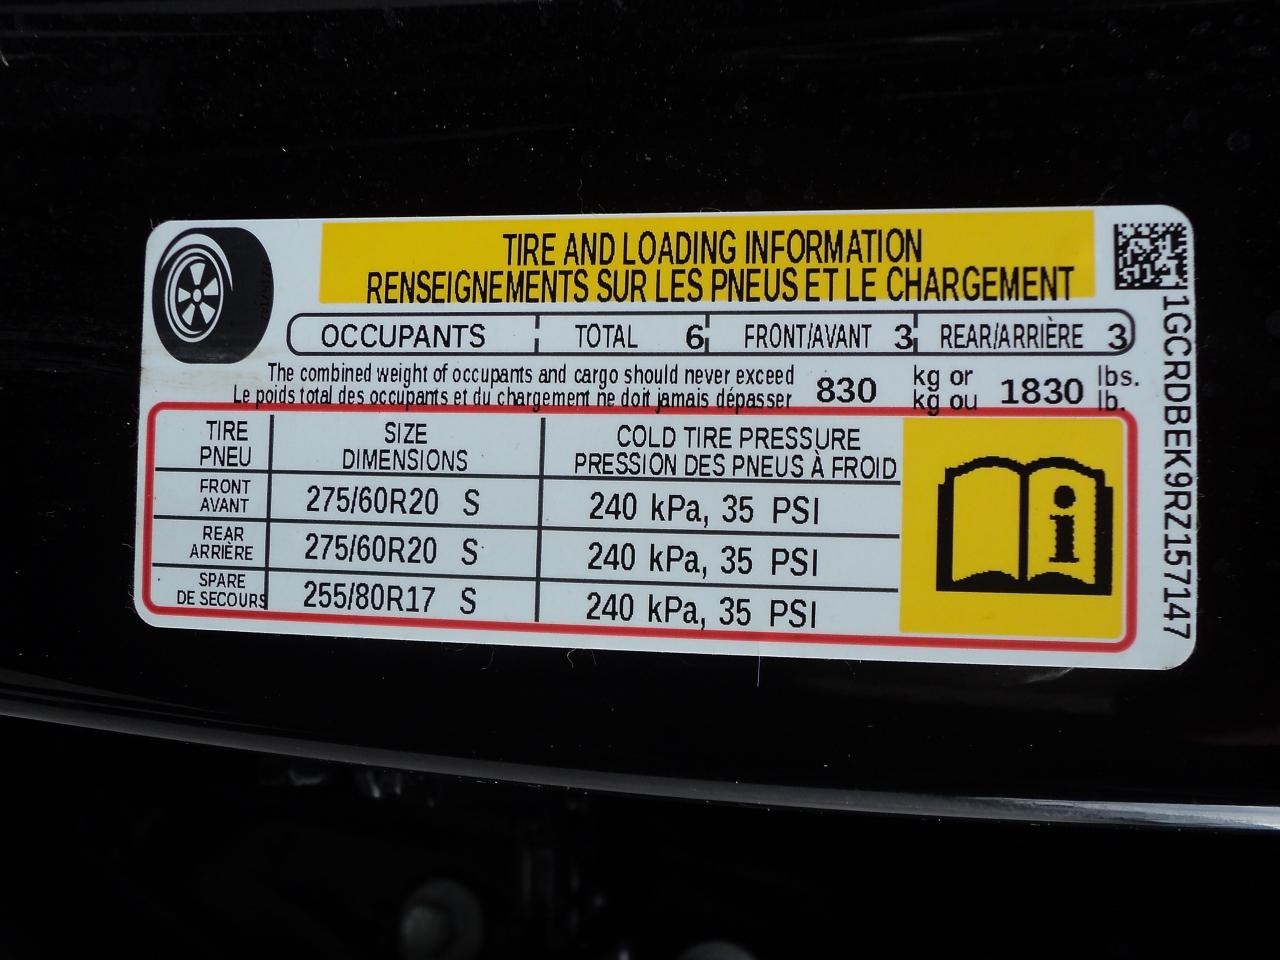 TIRE AND LOADING INFORMATION
RENSEIGNEMENTS SUR LES PNEUS ET LE CHARGEMENT
OCCUPANTS TOTAL 6 FRONT/AVANT 3 REAR/ARRIÈRE 3
The combined weight of occupants and cargo should never exceed 830 kg or 1830 lbs.
Le poids total des occupants et du chargement ne doit jamais dépasser kg ou lb.
TIRE SIZE COLD TIRE PRESSURE
PNEU DIMENSIONS PRESSION DES PNEUS À FROID
FRONT
AVANT 275/60R20 S 240 kPa, 35 PSI
REAR
ARRIÈRE 275/60R20 S 240 kPa, 35 PSI
SPARE
DE SECOURS 255/80R17 S 240 kPa, 35 PSI
1GCRDBEK9RZ157147